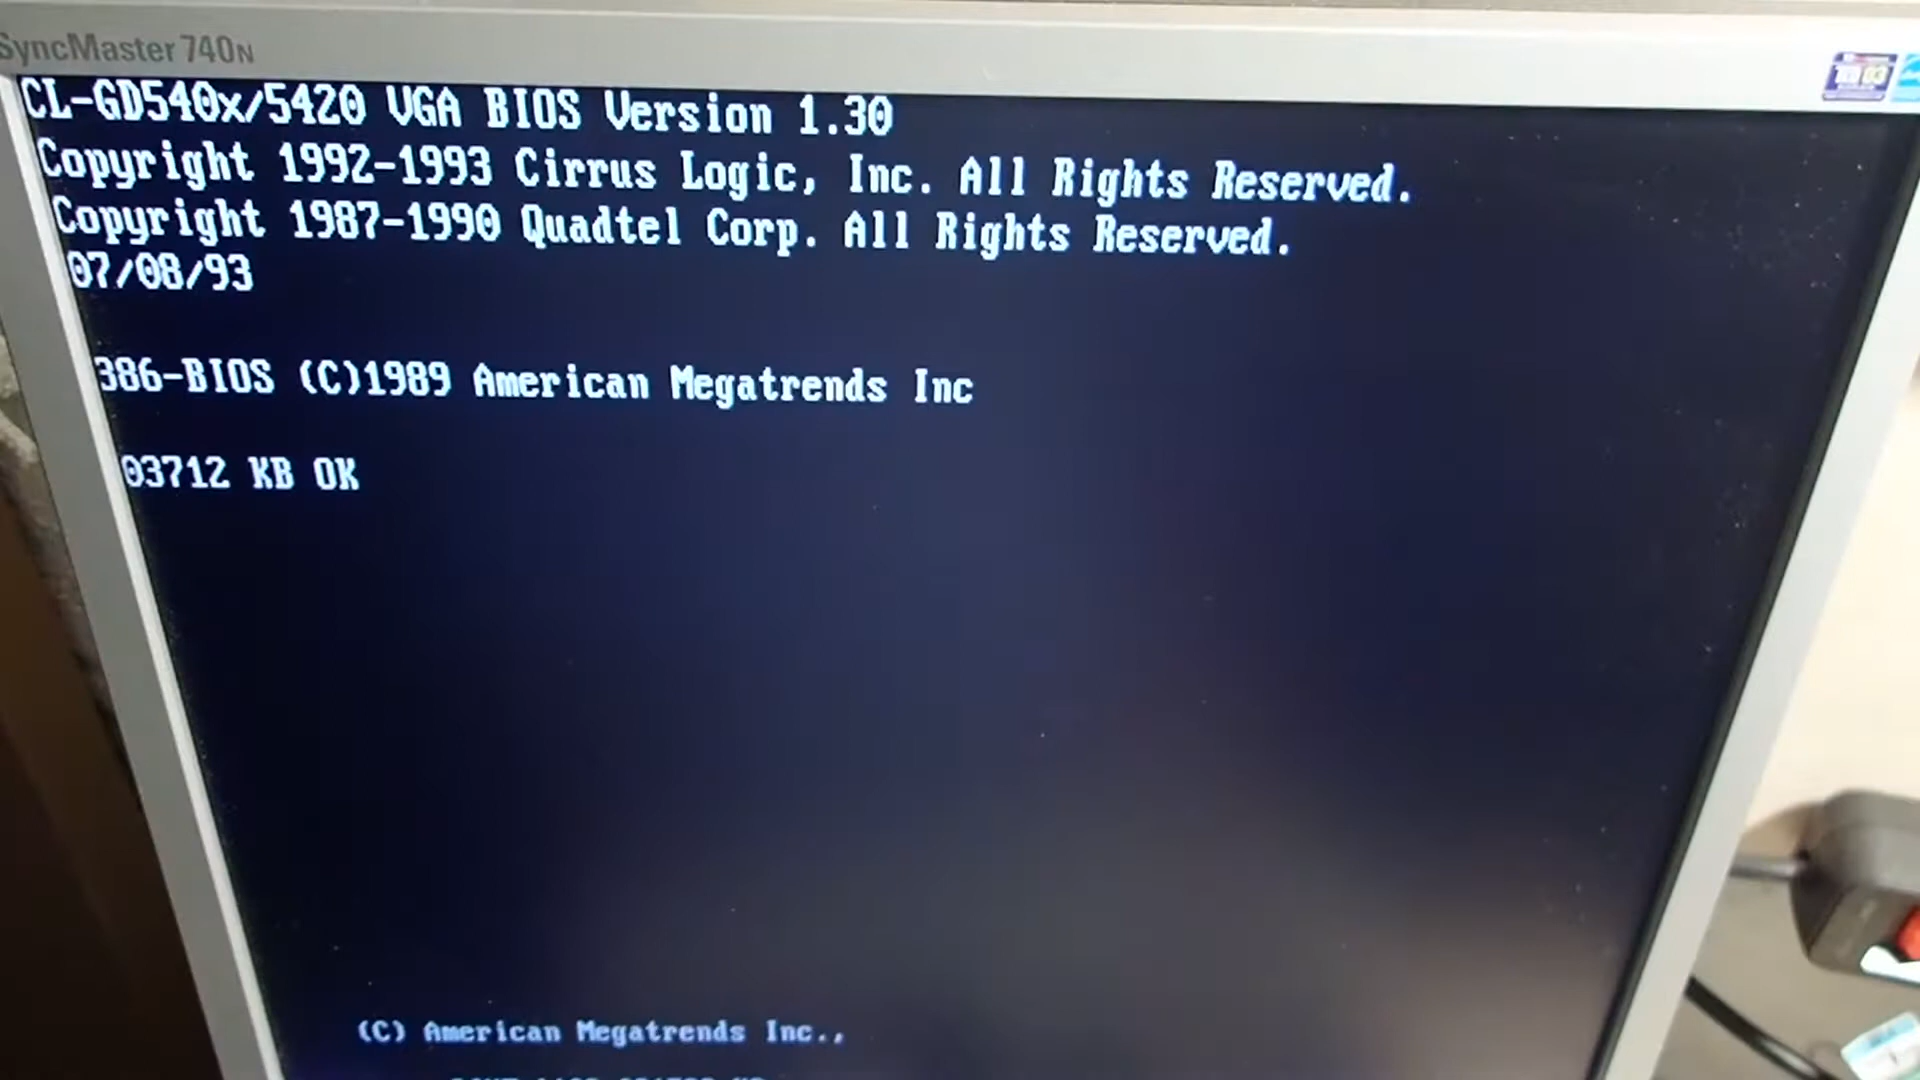 SyncMaster 740N
CL-GD540x/5420 VGA BIOS Version 1.30
Copyright 1992-1993 Cirrus Logic, Inc. All Rights Reserved.
Copyright 1987-1990 Quadtel Corp. All Rights Reserved.
07/08/93
386-BIOS (C)1989 American Megatrends Inc
03712 KB OK
(C) American Megatrends Inc.,